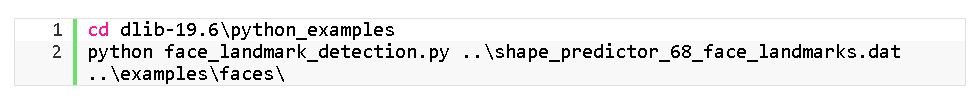 1 cd dlib-19.6\python_examples
2 python face_landmark_detection.py ..\shape_predictor_68_face_landmarks.dat
..\examples\faces\